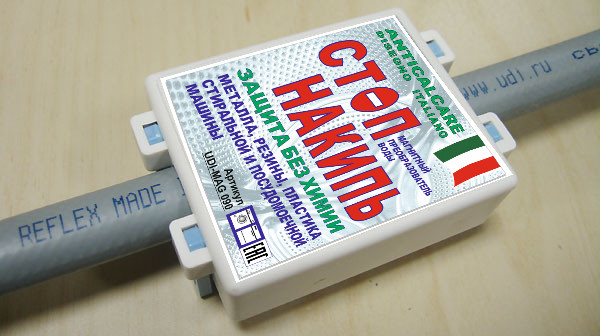 ANTICALCARE
DISEGNO ITALIANO
СТОП
НАКИПЬ
МАГНИТНЫЙ
ПРЕОБРАЗОВАТЕЛЬ
ВОДЫ
ЗАЩИТА БЕЗ ХИМИИ
МЕТАЛЛА, РЕЗИНЫ, ПЛАСТИКА
СТИРАЛЬНОЙ И ПОСУДОМОЕЧНОЙ
МАШИНЫ
Артикул
UDI-MAG 090
EAC
REFLEX MADE
www.udi.ru